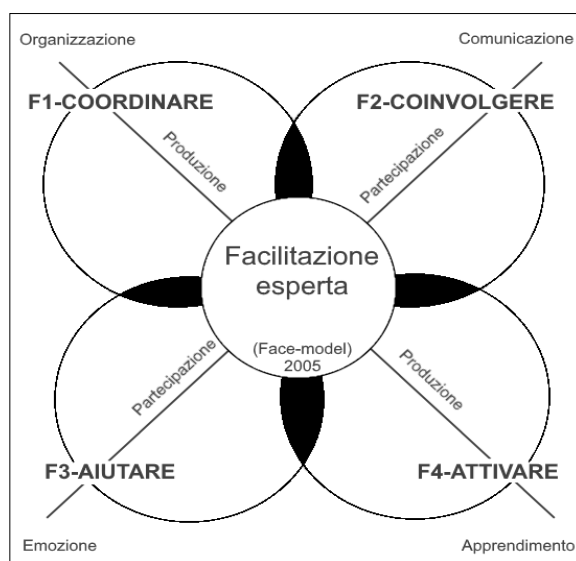 Organizzazione
Comunicazione
F1-COORDINARE
F2-COINVOLGERE
Produzione
Partecipazione
Facilitazione
esperta
(Face-model)
2005
Partecipazione
Produzione
F3-AIUTARE
F4-ATTIVARE
Emozione
Apprendimento